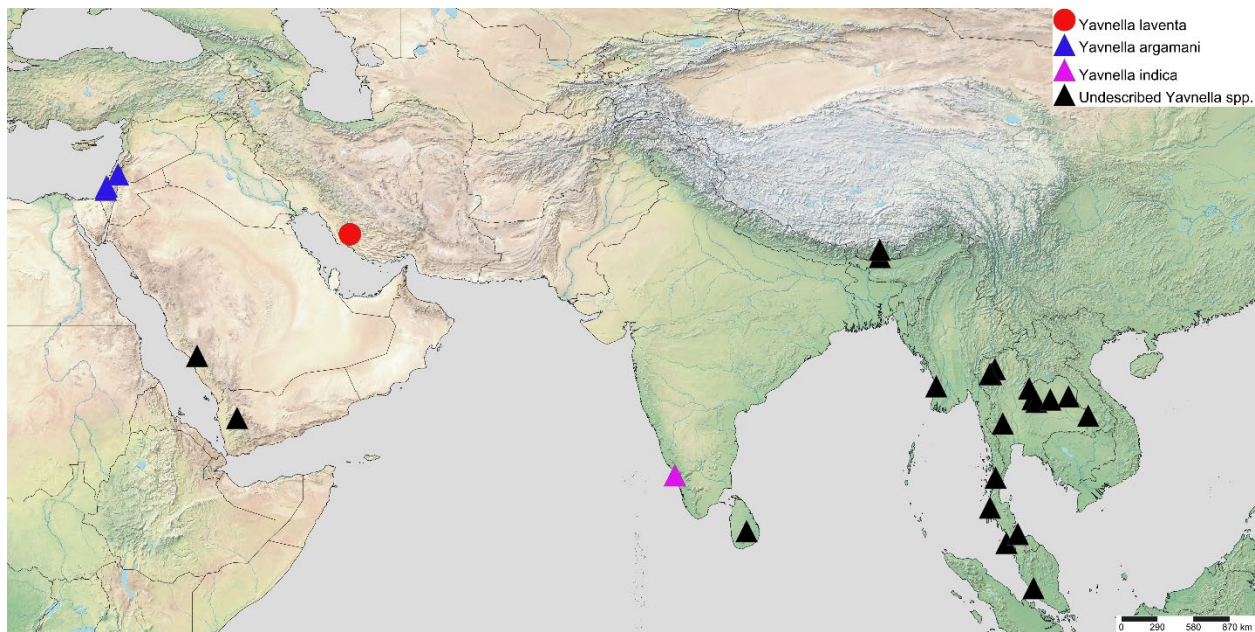 Yavnella laventa
Yavnella argamani
Yavnella indica
Undescribed Yavnella spp.
0 290 580 870 km